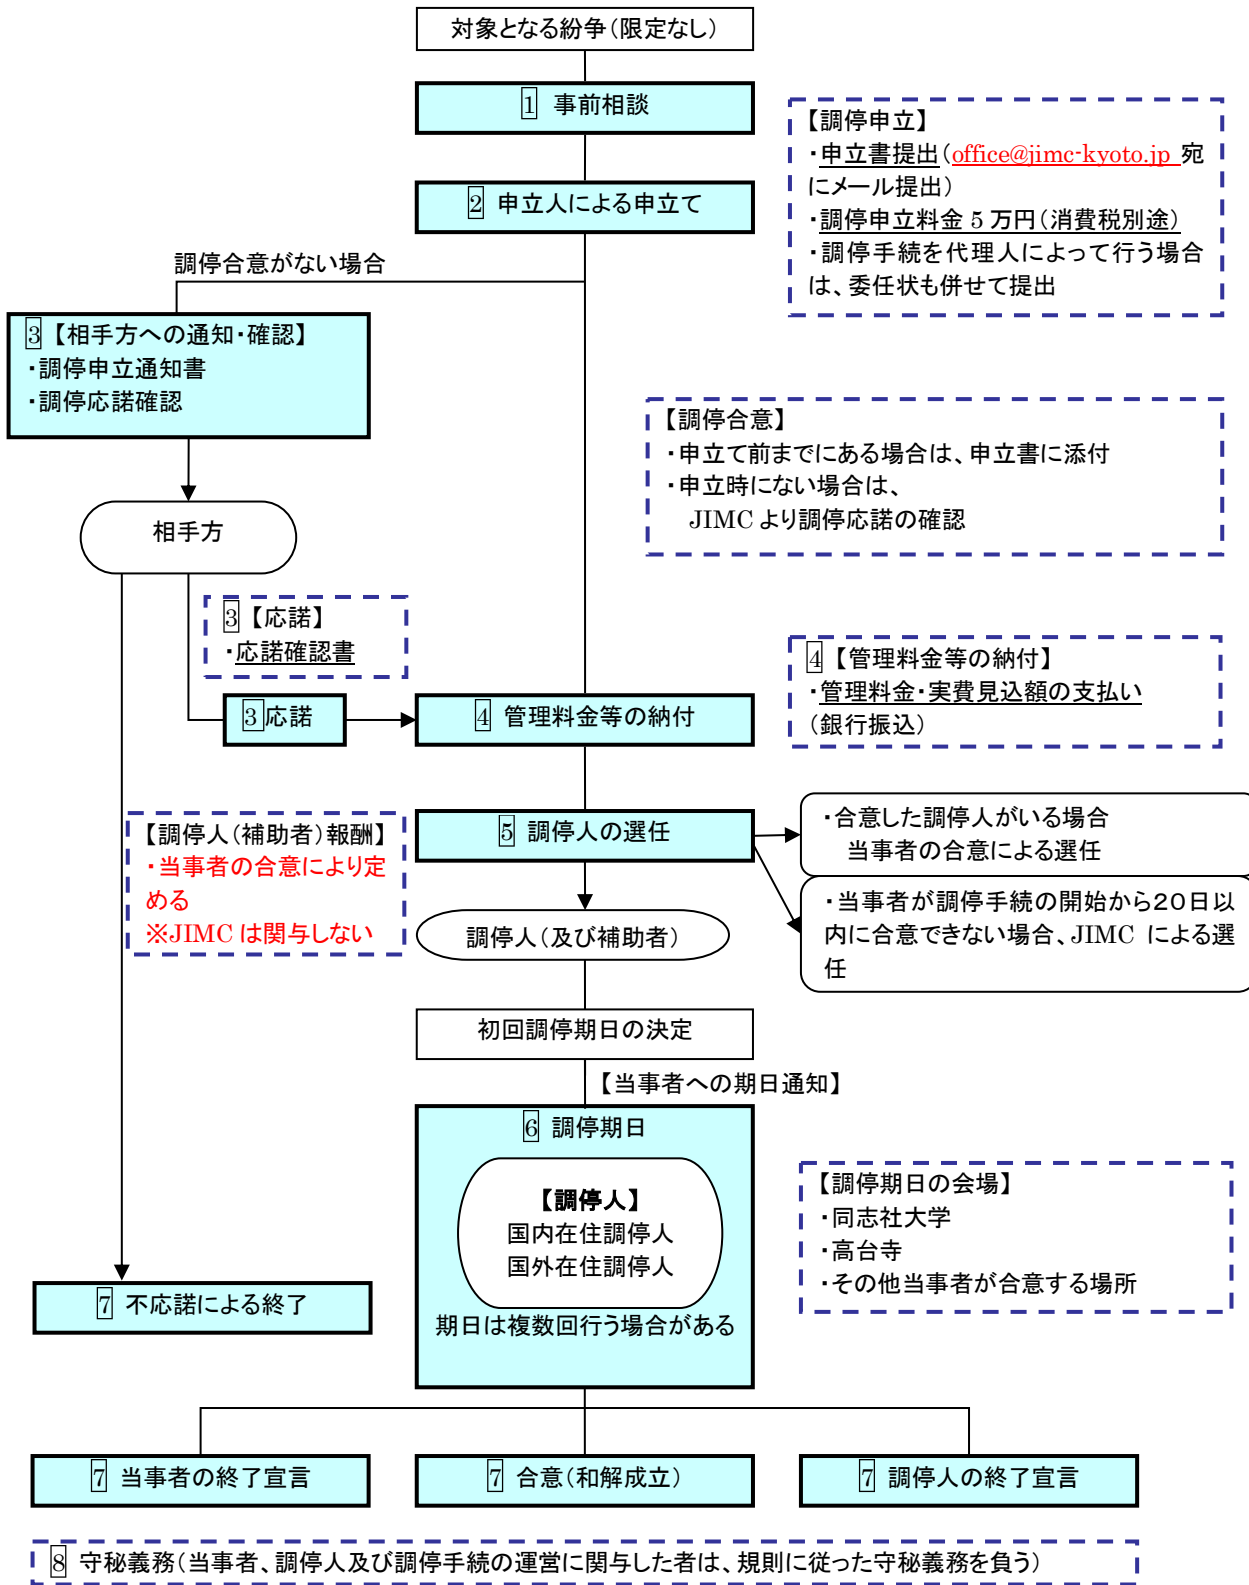 対象となる紛争(限定なし)
1 事前相談
【調停申立】
・申立書提出(office@jimc-kyoto.jp 宛
にメール提出)
・調停申立料金 5 万円(消費税別途)
・調停手続を代理人によって行う場合
は、委任状も併せて提出
2 申立人による申立て
調停合意がない場合
3 【相手方への通知・確認】
・調停申立通知書
・調停応諾確認
【調停合意】
・申立て前までにある場合は、申立書に添付
・申立時にない場合は、
JIMC より調停応諾の確認
相手方
3 【応諾】
・応諾確認書
4 【管理料金等の納付】
・管理料金・実費見込額の支払い
(銀行振込)
3 応諾
4 管理料金等の納付
【調停人(補助者)報酬】
・当事者の合意により定
める
※JIMC は関与しない
5 調停人の選任
・合意した調停人がいる場合
当事者の合意による選任
・当事者が調停手続の開始から20日以
内に合意できない場合、JIMC による選
任
調停人(及び補助者)
初回調停期日の決定
【当事者への期日通知】
6 調停期日
【調停人】
国内在住調停人
国外在住調停人
期日は複数回行う場合がある
【調停期日の会場】
・同志社大学
・高台寺
・その他当事者が合意する場所
7 不応諾による終了
7 当事者の終了宣言
7 合意(和解成立)
7 調停人の終了宣言
8 守秘義務(当事者、調停人及び調停手続の運営に関与した者は、規則に従った守秘義務を負う)